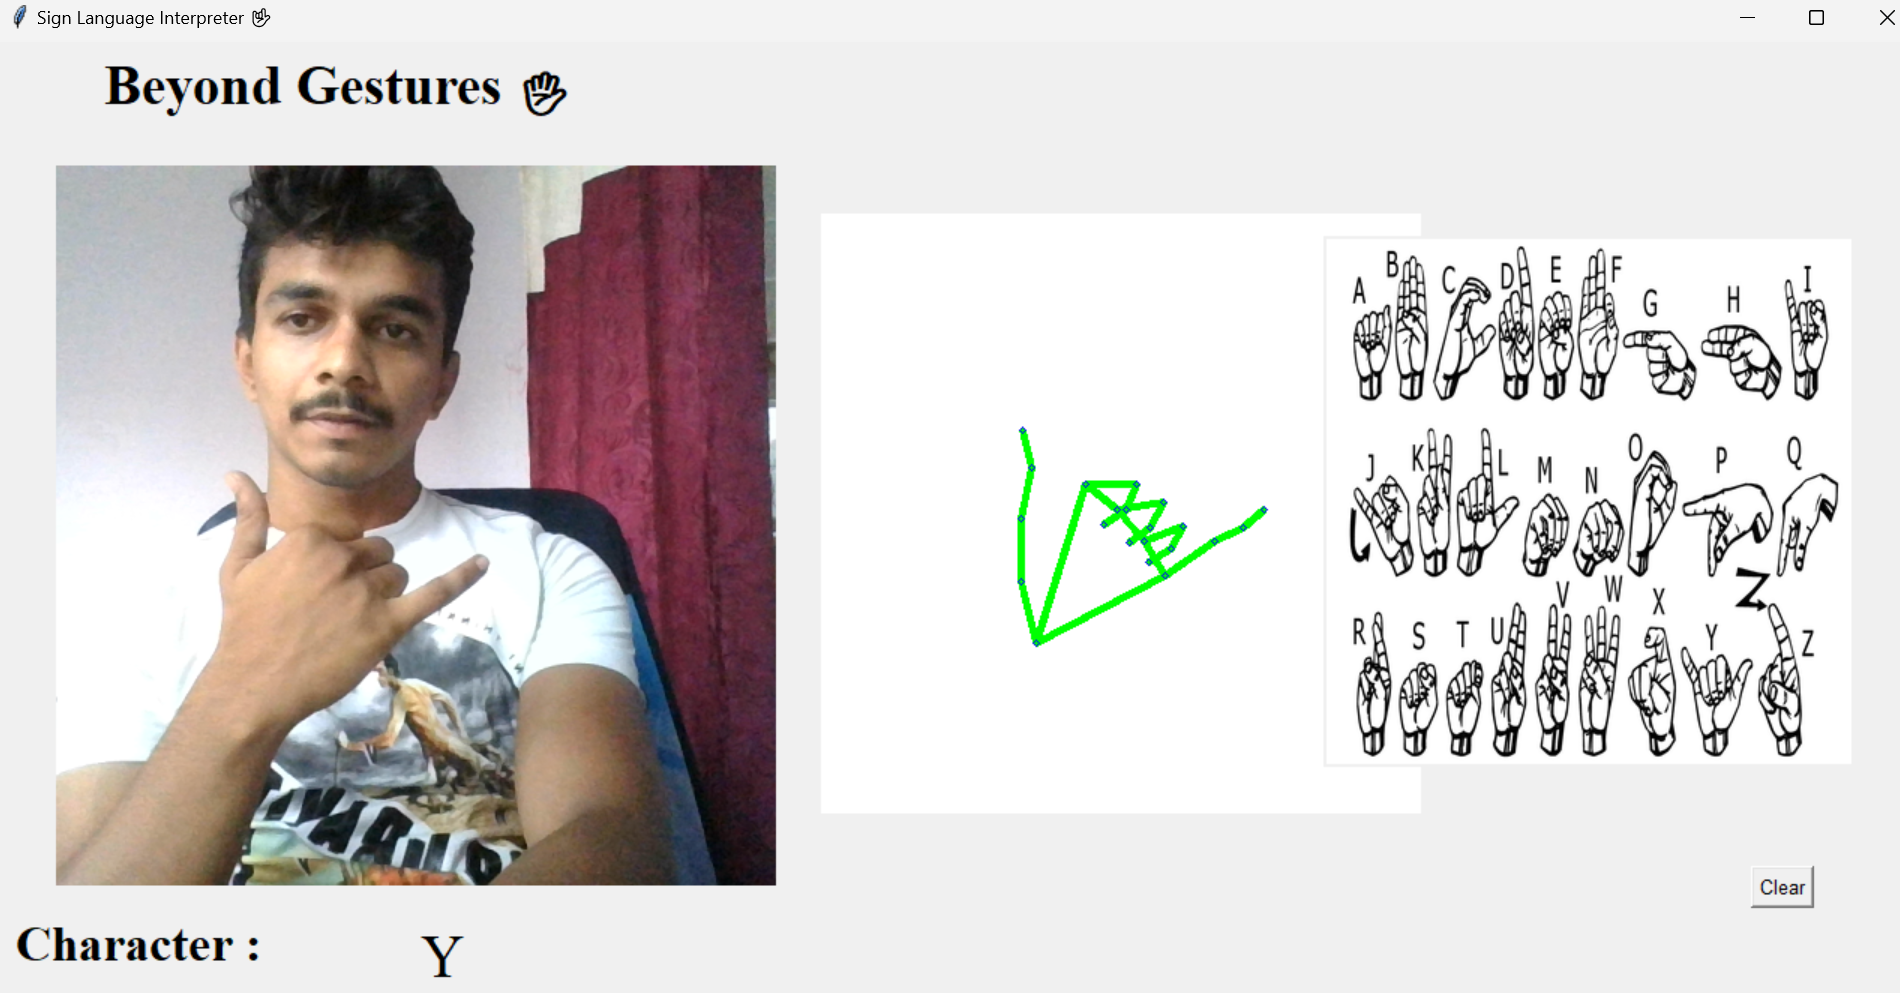 Sign Language Interpreter
Beyond Gestures
A B C D E F G H I
J K L M N O P Q
R S T U V W X Y Z
Clear
Character : Y